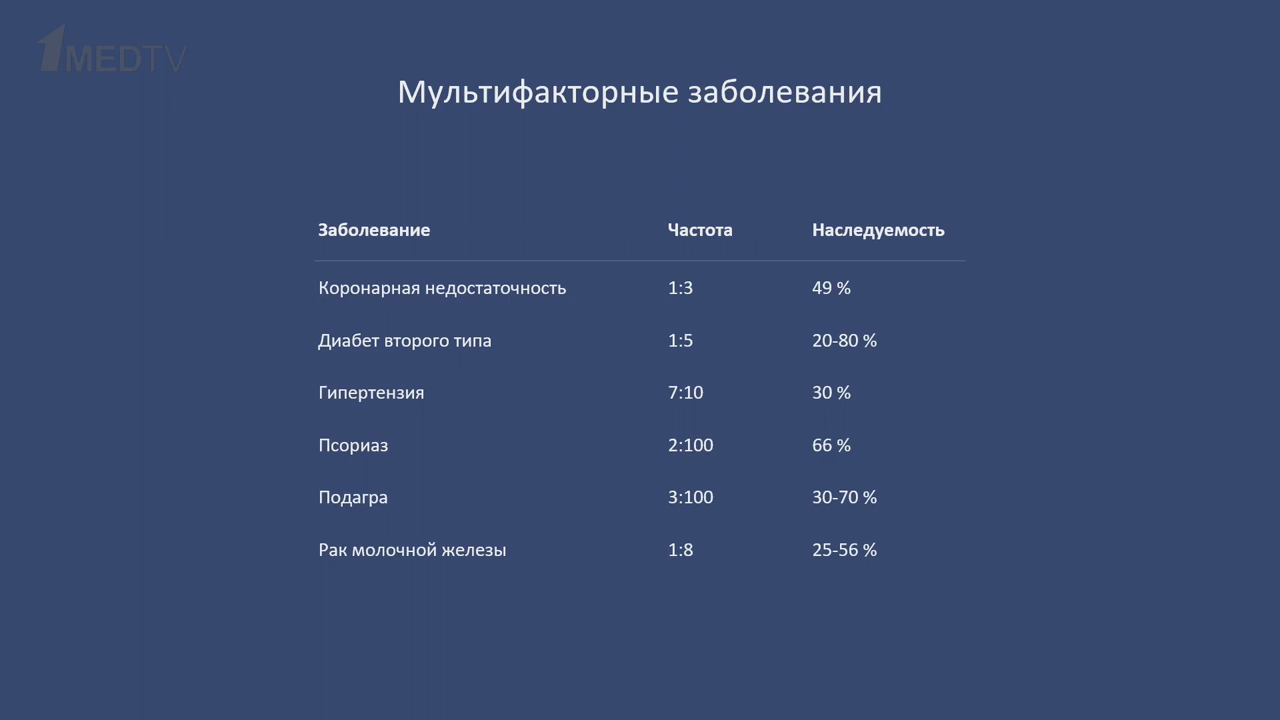 1MEDTV
Мультифакторные заболевания
Заболевание Частота Наследуемость
Коронарная недостаточность 1:3 49 %
Диабет второго типа 1:5 20-80 %
Гипертензия 7:10 30 %
Псориаз 2:100 66 %
Подагра 3:100 30-70 %
Рак молочной железы 1:8 25-56 %